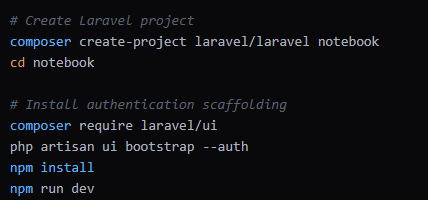 # Create Laravel project
composer create-project laravel/laravel notebook
cd notebook
# Install authentication scaffolding
composer require laravel/ui
php artisan ui bootstrap --auth
npm install
npm run dev